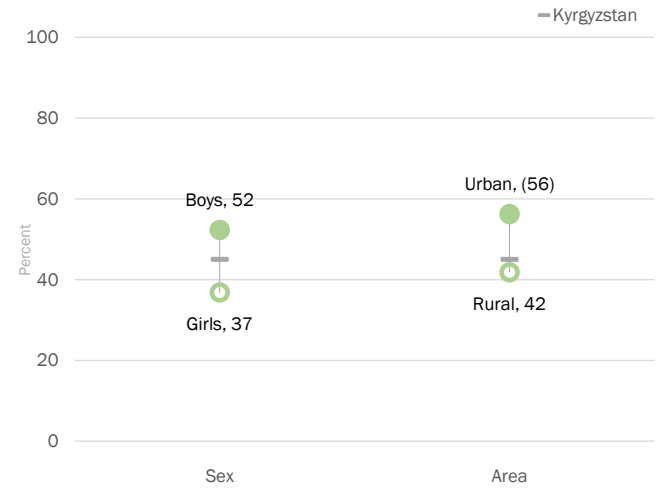 Kyrgyzstan
100
80
60
40
20
0
Percent
Boys, 52
Girls, 37
Urban, (56)
Rural, 42
Sex
Area